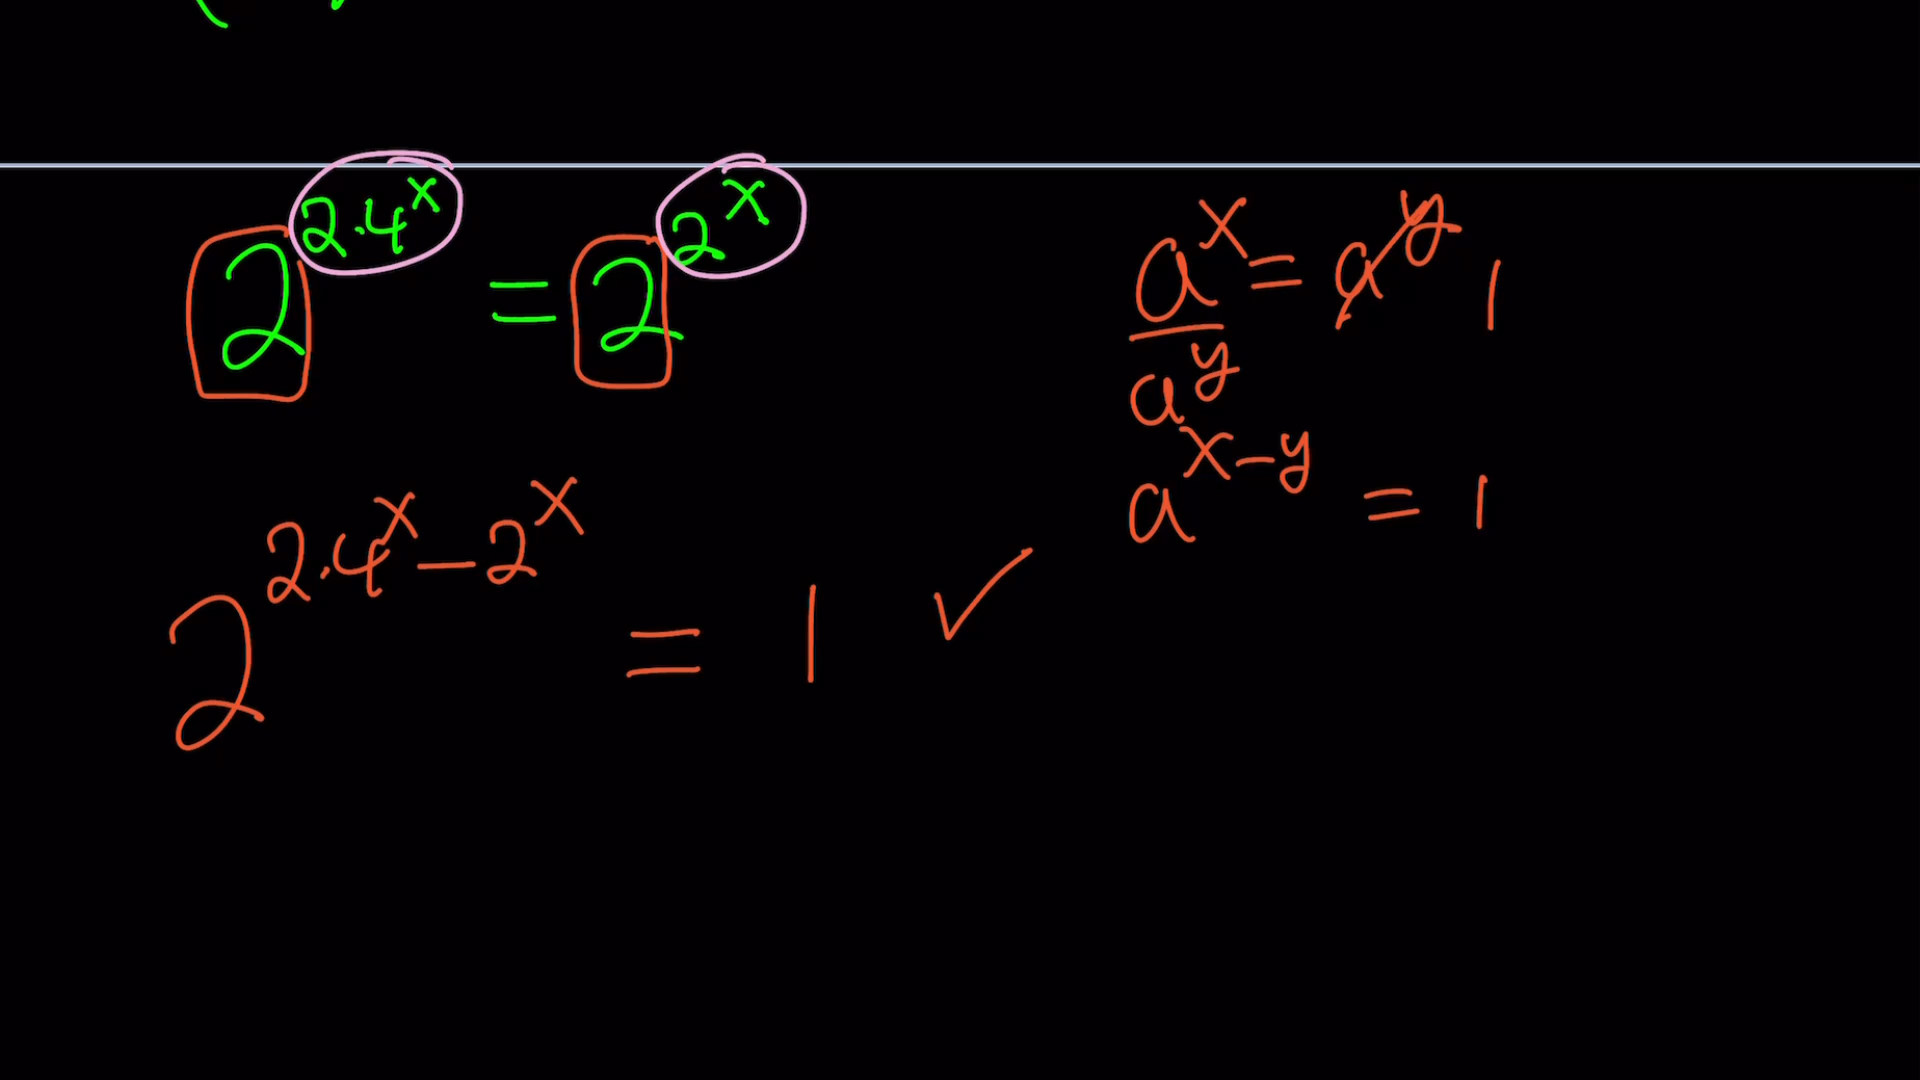 2^{2·4^x} = 2^{2^x}
2^{2·4^x - 2^x} = 1 ✓
a^x = a^y 1
a^y
a^{x-y} = 1